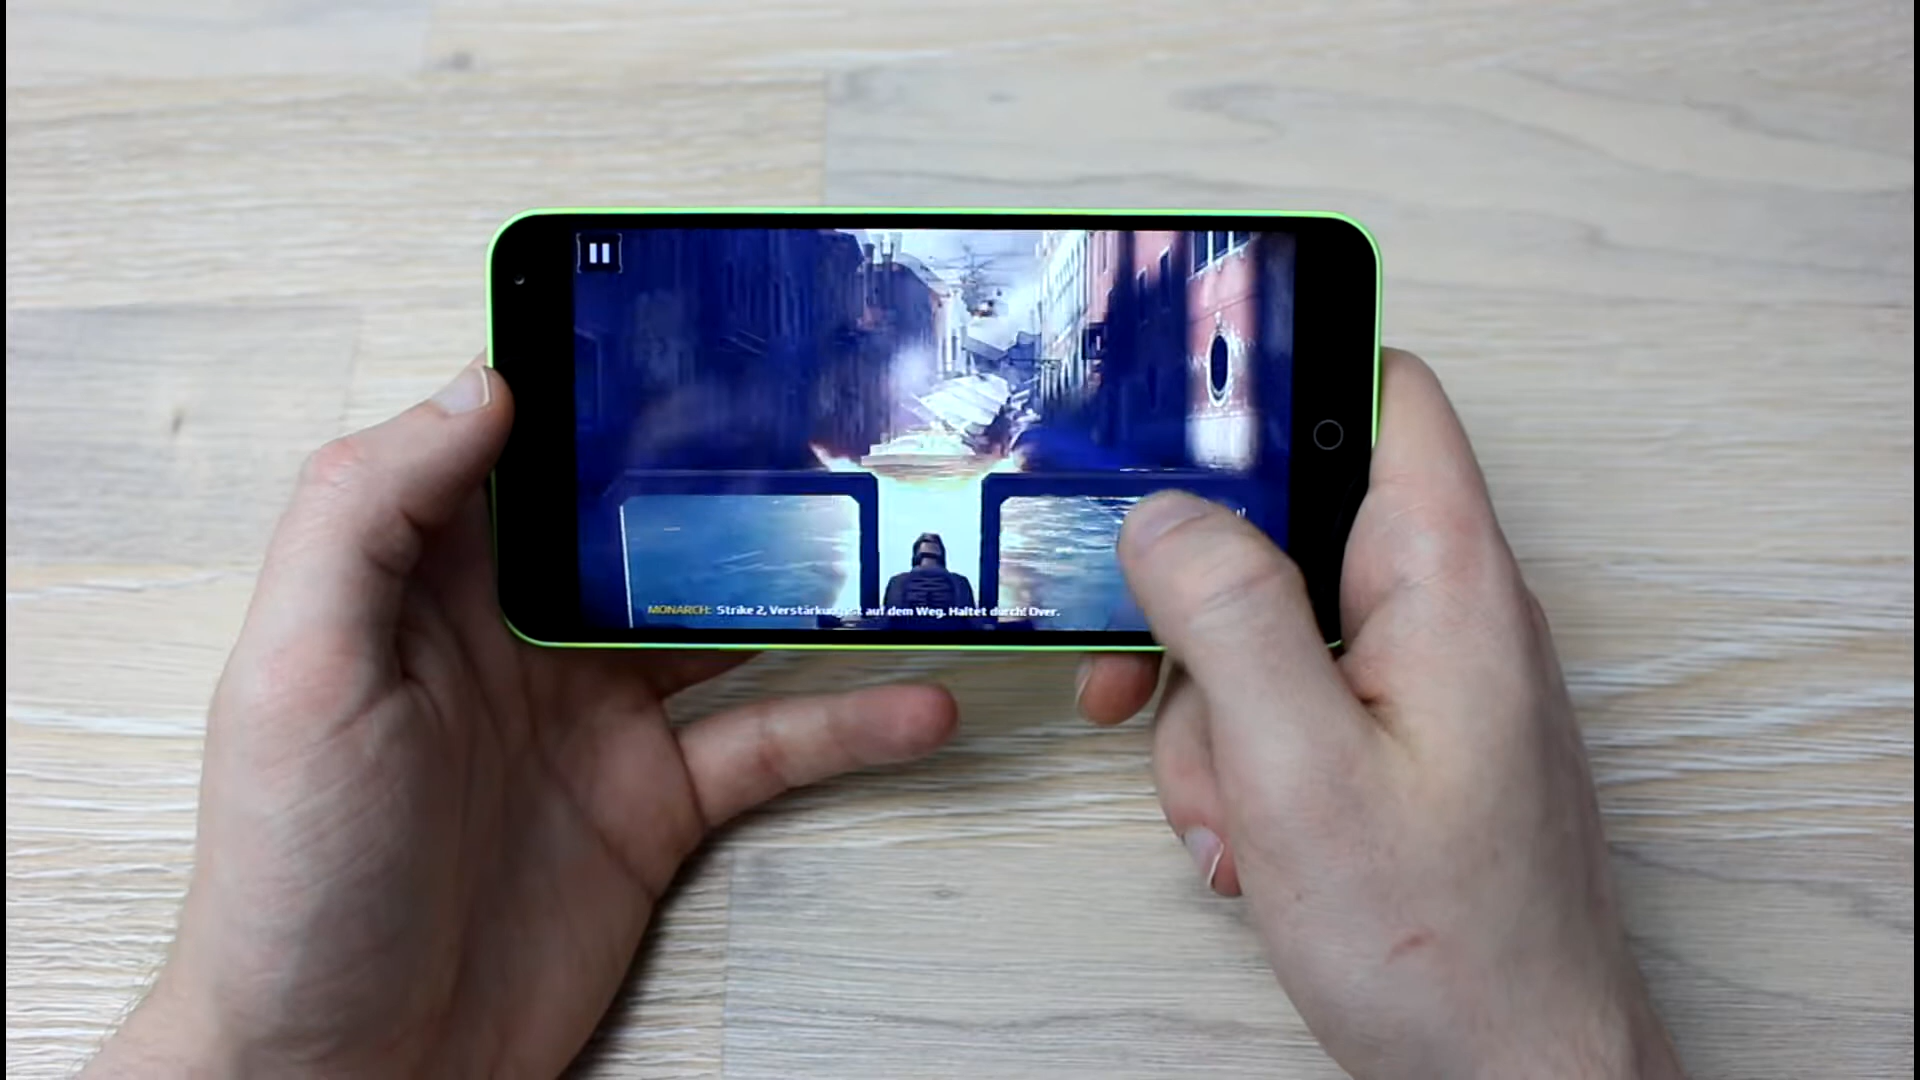 MONARCH: Strike 2, Verstärkung ist auf dem Weg. Haltet durch! Over.